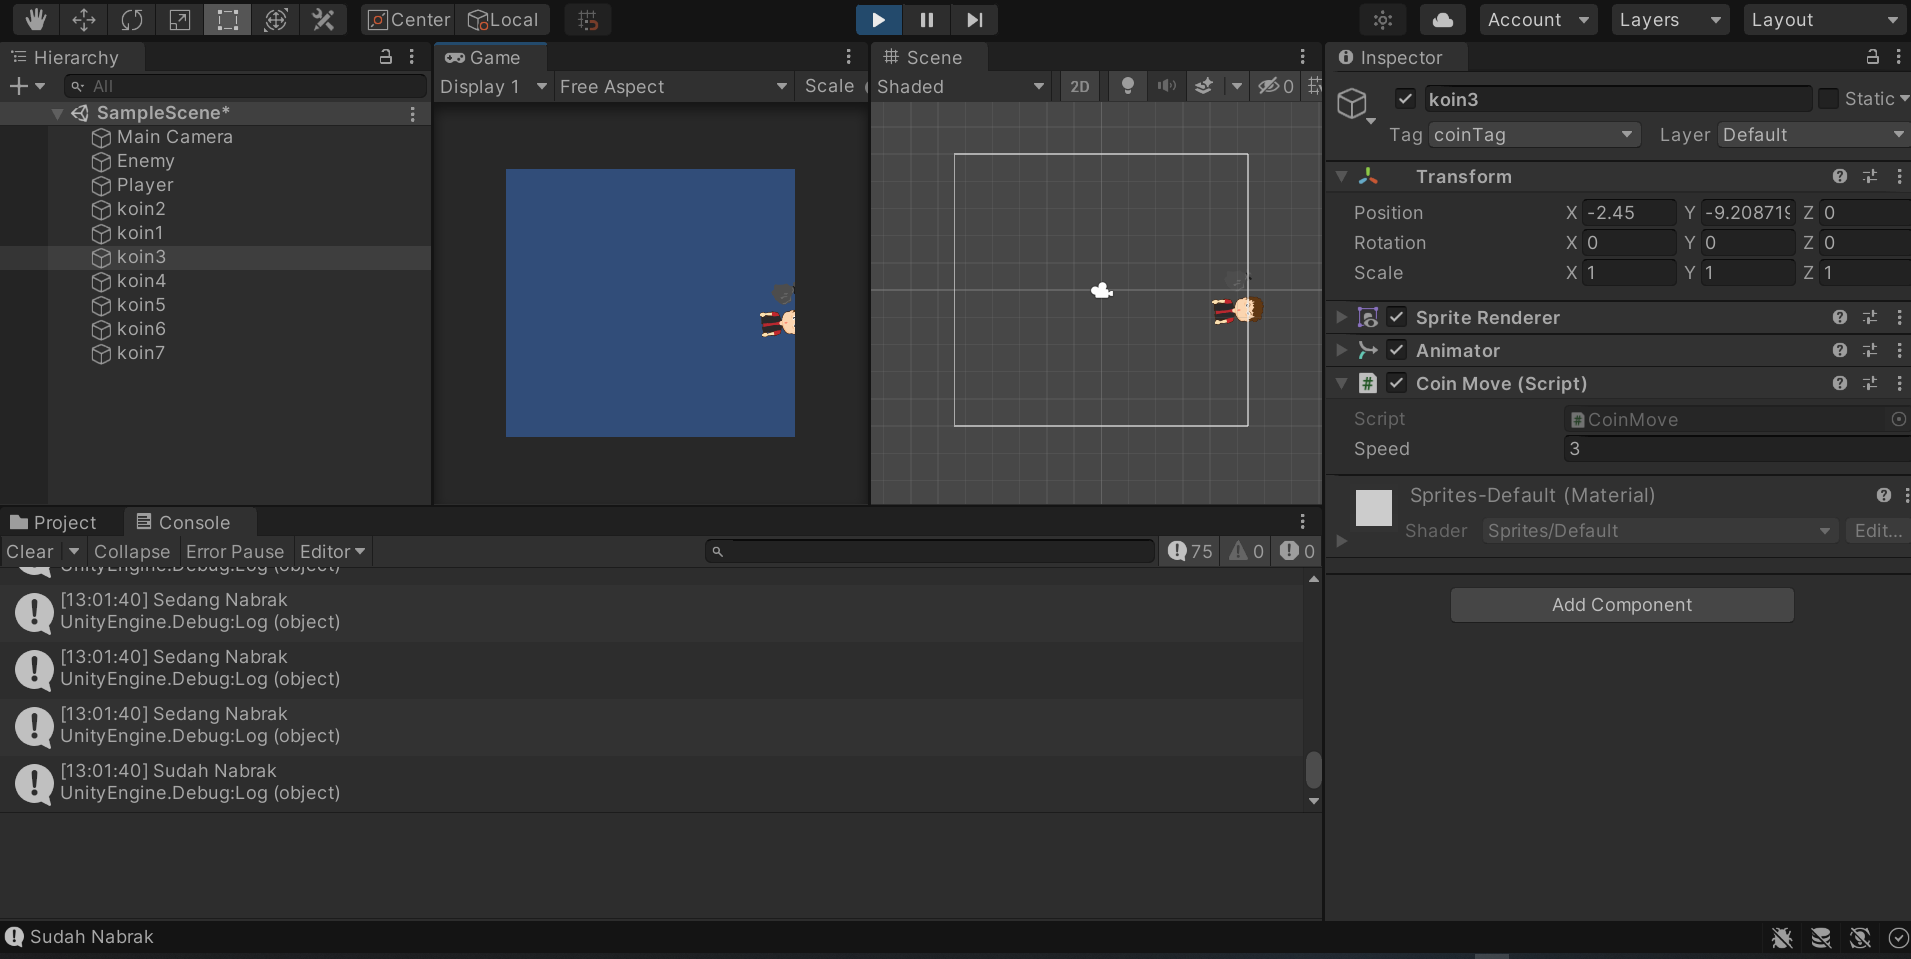 Center Local Account Layers Layout
Hierarchy
All
SampleScene*
Main Camera
Enemy
Player
koin2
koin1
koin3
koin4
koin5
koin6
koin7
Game
Display 1 Free Aspect Scale
Scene
Shaded 2D 0
Inspector
koin3 Static
Tag coinTag Layer Default
Transform
Position X -2.45 Y -9.208719 Z 0
Rotation X 0 Y 0 Z 0
Scale X 1 Y 1 Z 1
Sprite Renderer
Animator
# Coin Move (Script)
Script CoinMove
Speed 3
Sprites-Default (Material)
Shader Sprites/Default Edit...
Add Component
Project Console
Clear Collapse Error Pause Editor 75 0 0
UnityEngine.Debug:Log (object)
[13:01:40] Sedang Nabrak
UnityEngine.Debug:Log (object)
[13:01:40] Sedang Nabrak
UnityEngine.Debug:Log (object)
[13:01:40] Sedang Nabrak
UnityEngine.Debug:Log (object)
[13:01:40] Sudah Nabrak
UnityEngine.Debug:Log (object)
Sudah Nabrak